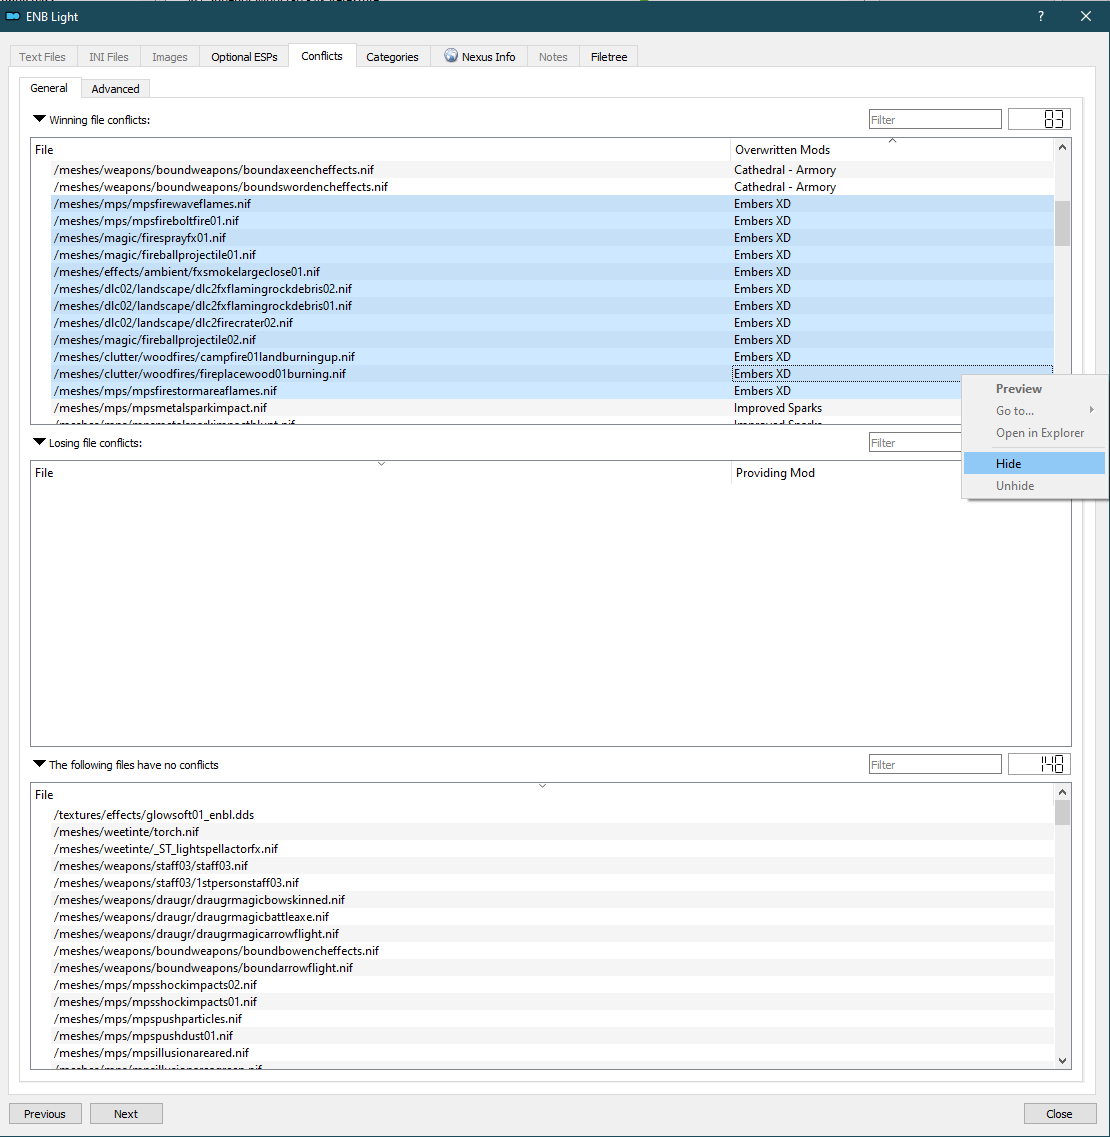 ENB Light ?
Text Files INI Files Images Optional ESPs Conflicts Categories Nexus Info Notes Filetree
General Advanced
Winning file conflicts: Filter 83
File Overwritten Mods
/meshes/weapons/boundweapons/boundaxeencheffects.nif Cathedral - Armory
/meshes/weapons/boundweapons/boundswordencheffects.nif Cathedral - Armory
/meshes/mps/mpsfirewaveflames.nif Embers XD
/meshes/mps/mpsfireboltfire01.nif Embers XD
/meshes/magic/firesprayfx01.nif Embers XD
/meshes/magic/fireballprojectile01.nif Embers XD
/meshes/effects/ambient/fxsmokelargeclose01.nif Embers XD
/meshes/dlc02/landscape/dlc2fxflamingrockdebris02.nif Embers XD
/meshes/dlc02/landscape/dlc2fxflamingrockdebris01.nif Embers XD
/meshes/dlc02/landscape/dlc2firecrater02.nif Embers XD
/meshes/magic/fireballprojectile02.nif Embers XD
/meshes/clutter/woodfires/campfire01landburningup.nif Embers XD
/meshes/clutter/woodfires/fireplacewood01burning.nif Embers XD
/meshes/mps/mpsfirestormareaflames.nif Embers XD
/meshes/mps/mpsmetalsparkimpact.nif Improved Sparks
/meshes/mps/mpsmetalsparkimpactblunt.nif Improved Sparks
Preview
Go to...
Open in Explorer
Hide
Unhide
Losing file conflicts: Filter
File Providing Mod
The following files have no conflicts Filter 148
File
/textures/effects/glowsoft01_enbl.dds
/meshes/weetinte/torch.nif
/meshes/weetinte/_ST_lightspellactorfx.nif
/meshes/weapons/staff03/staff03.nif
/meshes/weapons/staff03/1stpersonstaff03.nif
/meshes/weapons/draugr/draugrmagicbowskinned.nif
/meshes/weapons/draugr/draugrmagicbattleaxe.nif
/meshes/weapons/draugr/draugrmagicarrowflight.nif
/meshes/weapons/boundweapons/boundbowencheffects.nif
/meshes/weapons/boundweapons/boundarrowflight.nif
/meshes/mps/mpsshockimpacts02.nif
/meshes/mps/mpsshockimpacts01.nif
/meshes/mps/mpspushparticles.nif
/meshes/mps/mpspushdust01.nif
/meshes/mps/mpsillusionareared.nif
/meshes/mps/mpsillusionareagreen.nif
Previous Next Close